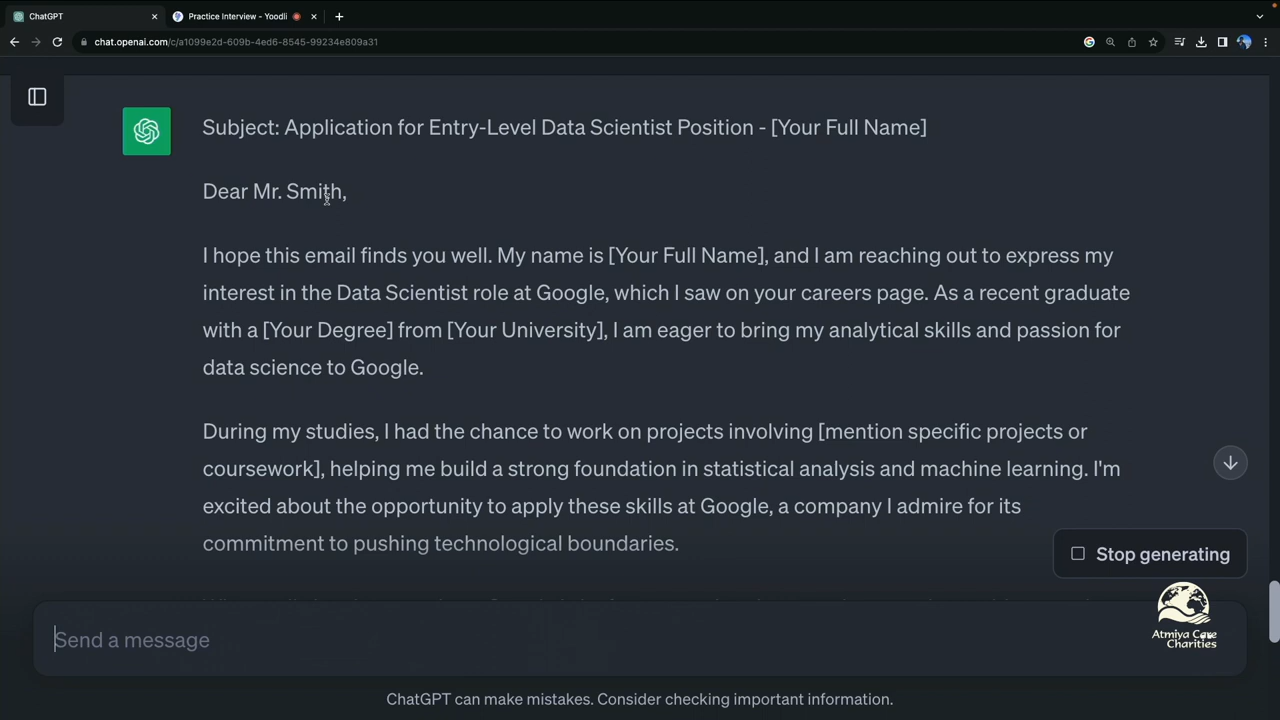 ChatGPT
Practice Interview - Yoodli
chat.openai.com/c/a1099e2d-609b-4ed6-8545-99234e809a31
Subject: Application for Entry-Level Data Scientist Position - [Your Full Name]
Dear Mr. Smith,
I hope this email finds you well. My name is [Your Full Name], and I am reaching out to express my
interest in the Data Scientist role at Google, which I saw on your careers page. As a recent graduate
with a [Your Degree] from [Your University], I am eager to bring my analytical skills and passion for
data science to Google.
During my studies, I had the chance to work on projects involving [mention specific projects or
coursework], helping me build a strong foundation in statistical analysis and machine learning. I'm
excited about the opportunity to apply these skills at Google, a company I admire for its
commitment to pushing technological boundaries.
Stop generating
Send a message
Atmiya Care
Charities
ChatGPT can make mistakes. Consider checking important information.